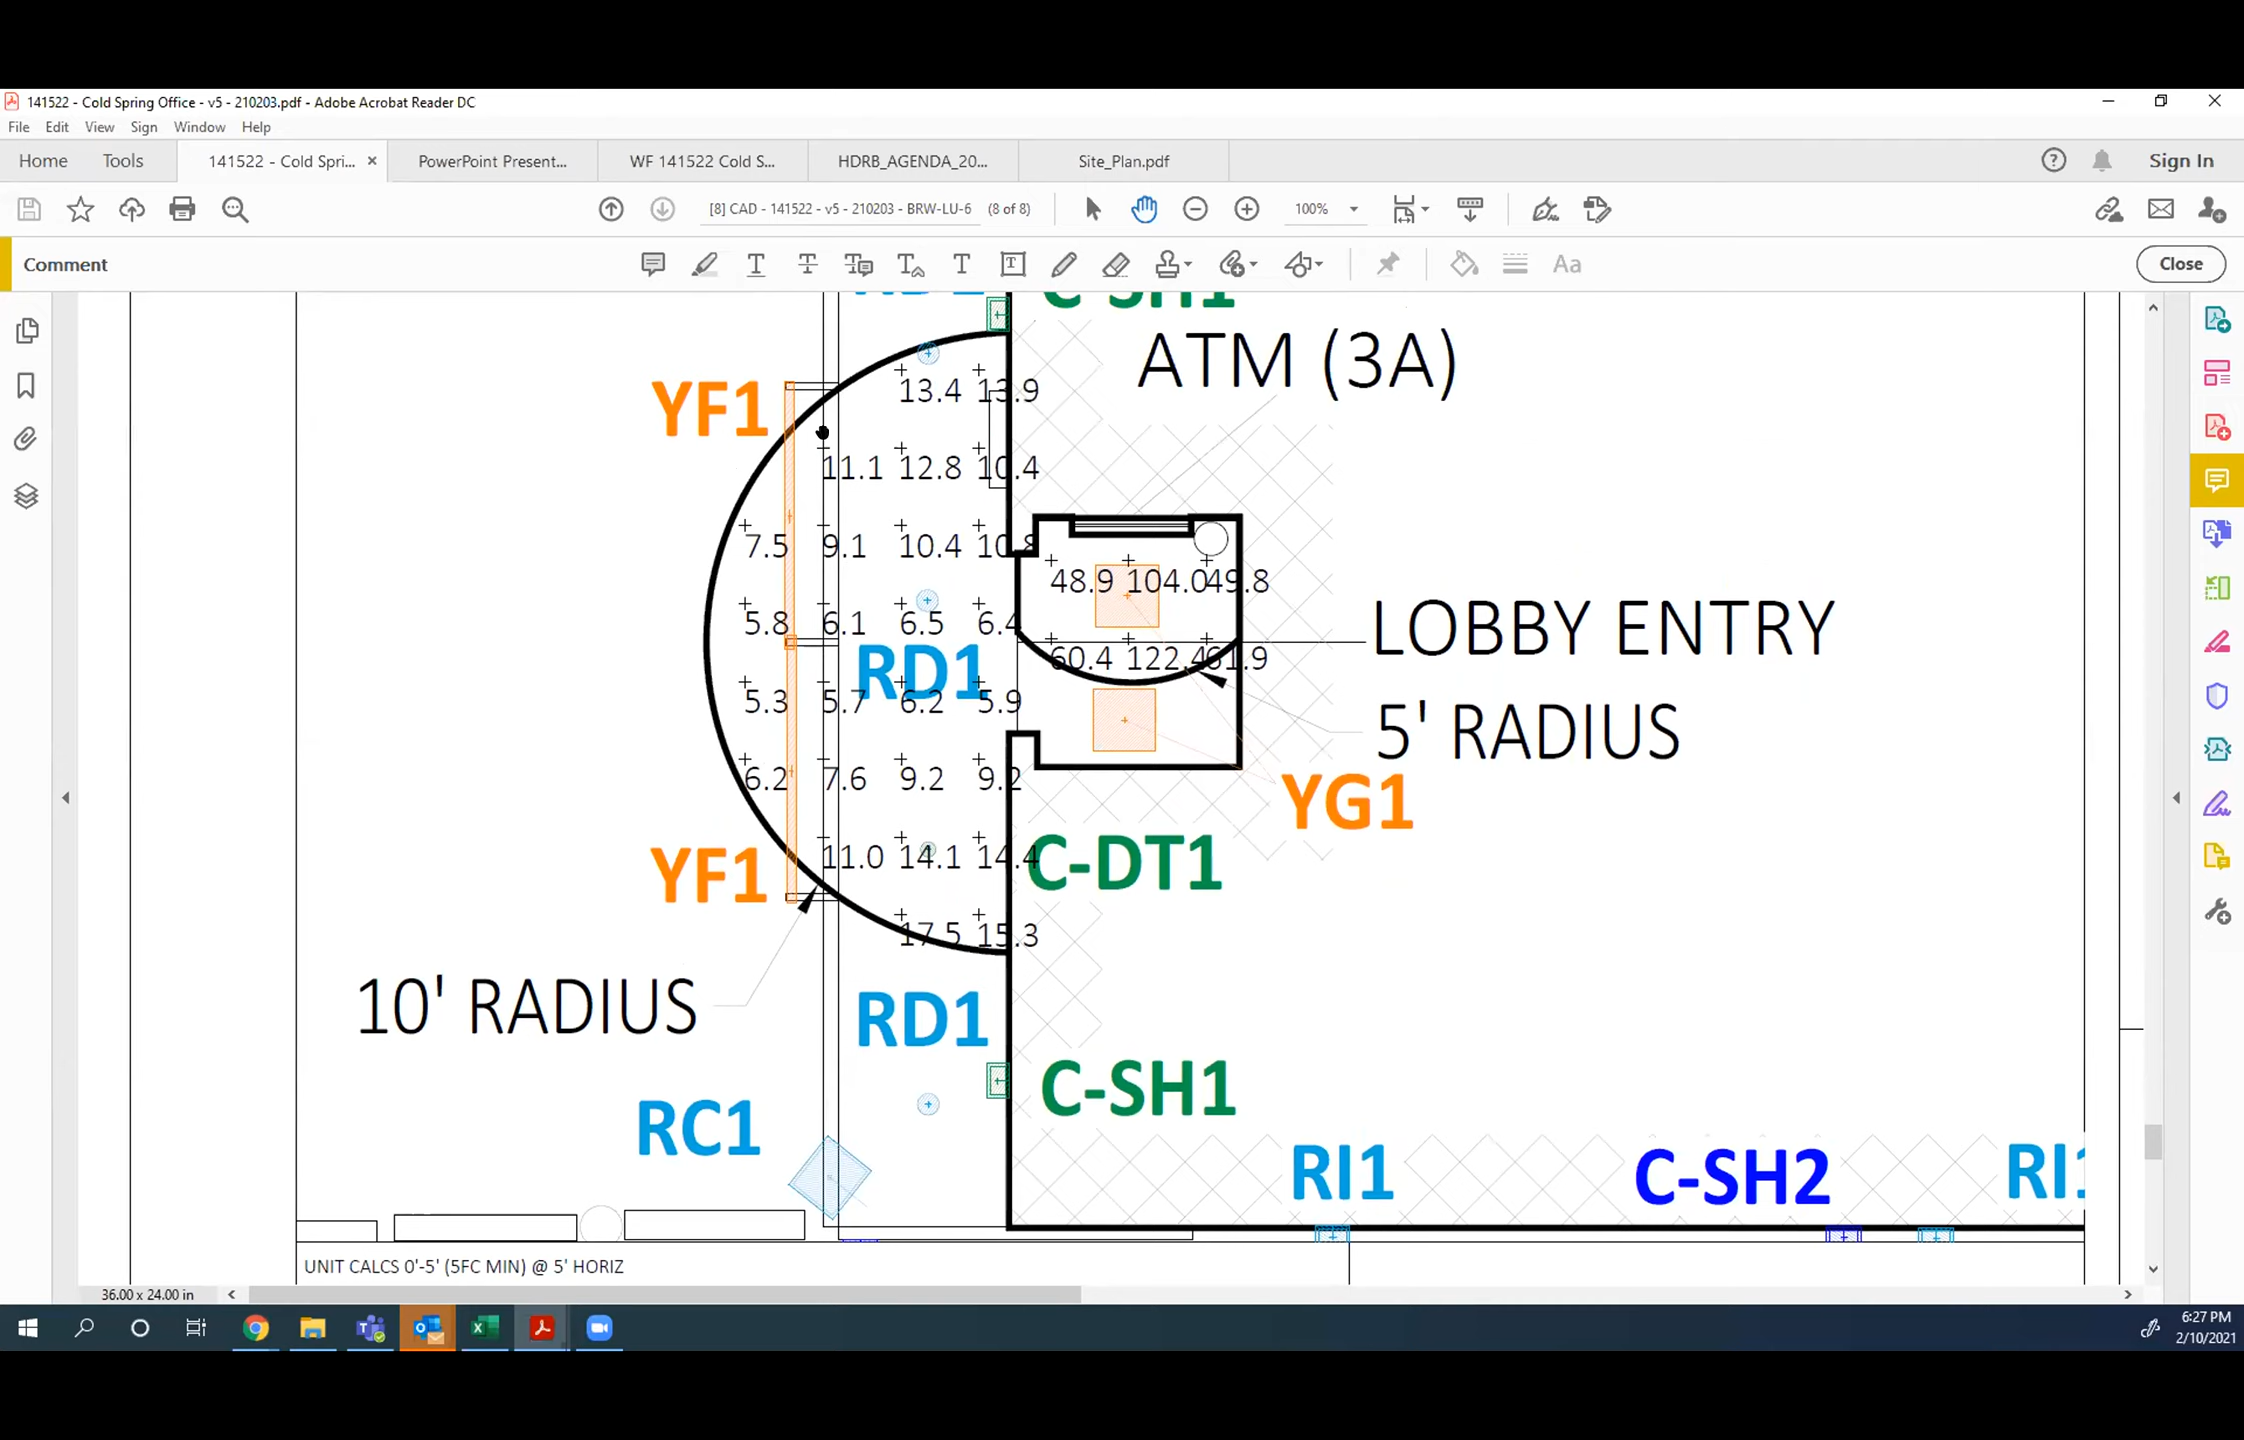 141522 - Cold Spring Office - v5 - 210203.pdf - Adobe Acrobat Reader DC
File Edit View Sign Window Help
Home Tools 141522 - Cold Spri... × PowerPoint Present... WF 141522 Cold S... HDRB_AGENDA_20... Site_Plan.pdf Sign In
[8] CAD - 141522 - v5 - 210203 - BRW-LU-6 (8 of 8) 100%
Comment Aa Close
C-SH1
ATM (3A)
YF1
13.4 13.9
11.1 12.8 10.4
7.5 9.1 10.4 10.8
48.9 104.0 49.8
5.8 6.1 6.5 6.4
LOBBY ENTRY
60.4 122.4 61.9
RD1
5.3 5.7 6.2 5.9
5' RADIUS
6.2 7.6 9.2 9.2
YG1
11.0 14.1 14.4
C-DT1
YF1
17.5 15.3
10' RADIUS
RD1
C-SH1
RC1
RI1
C-SH2
RI1
UNIT CALCS 0'-5' (5FC MIN) @ 5' HORIZ
36.00 x 24.00 in
6:27 PM
2/10/2021